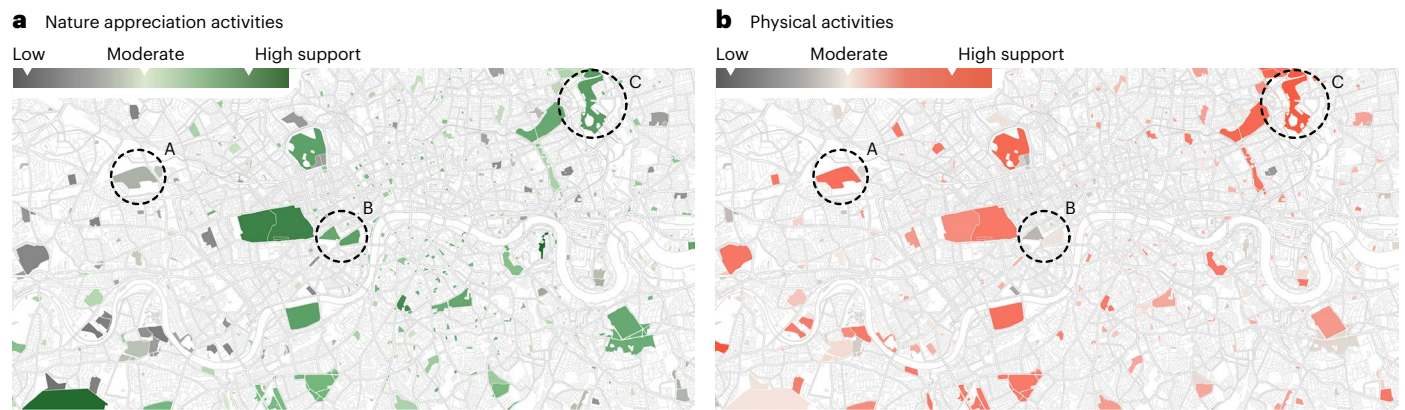 a Nature appreciation activities
Low Moderate High support
C
A
B
b Physical activities
Low Moderate High support
C
A
B